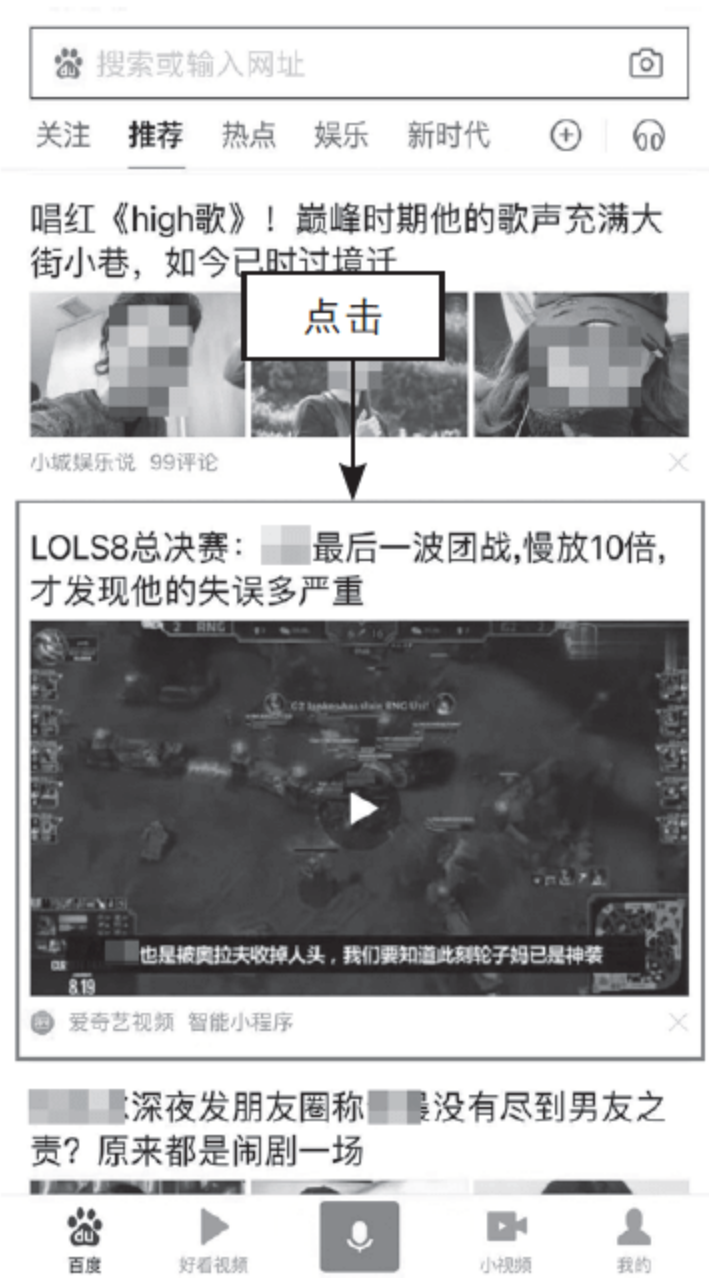 du 搜索或输入网址
关注 推荐 热点 娱乐 新时代
唱红《high歌》！巅峰时期他的歌声充满大
街小巷，如今已时过境迁
点击
小城娱乐说 99评论
LOLS8总决赛： 最后一波团战,慢放10倍,
才发现他的失误多严重
2 RNG
也是被奥拉夫收掉人头，我们要知道此刻轮子妈已是神装
8.19
爱奇艺视频 智能小程序
深夜发朋友圈称 没有尽到男友之
责？原来都是闹剧一场
du
百度 好看视频 小视频 我的